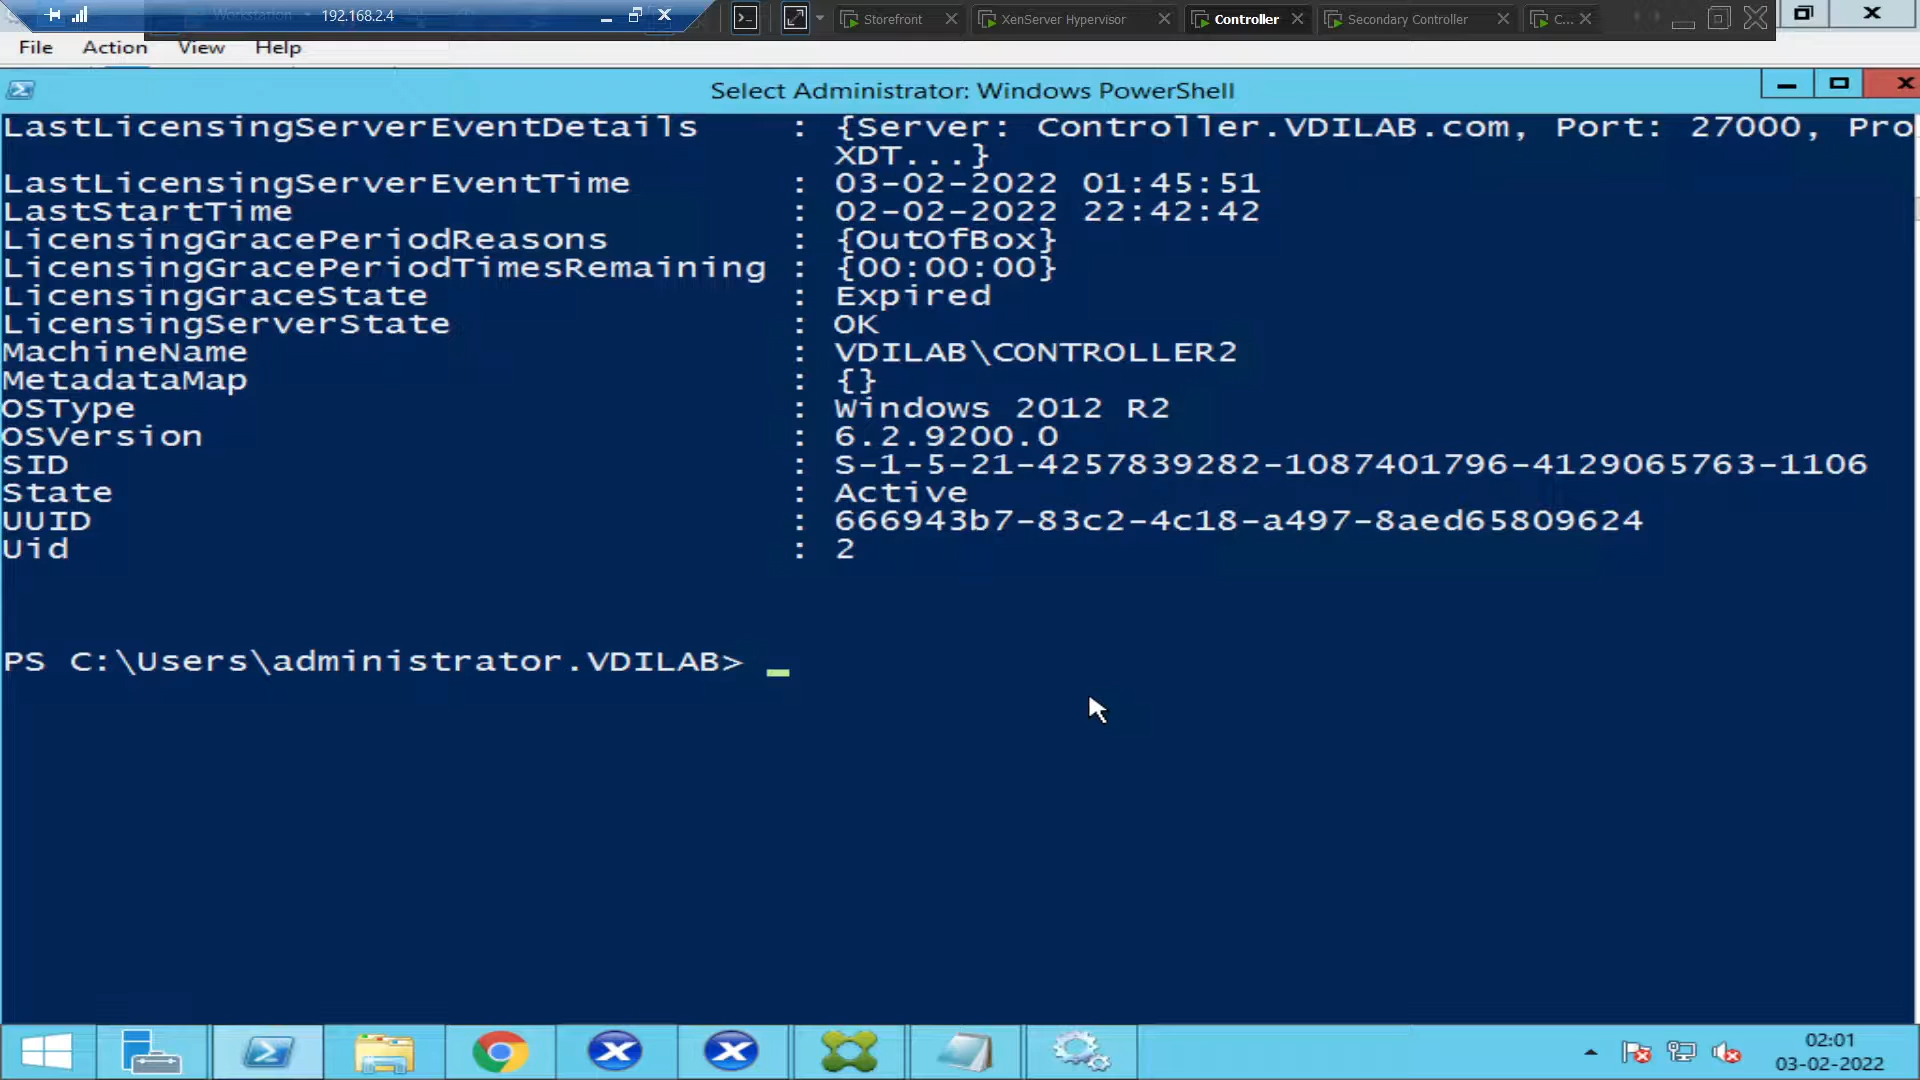 Workstation
192.168.2.4
Storefront
XenServer Hypervisor
Controller
Secondary Controller
C...
File Action View Help
Select Administrator: Windows PowerShell
LastLicensingServerEventDetails : {Server: Controller.VDILAB.com, Port: 27000, Pro
XDT...}
LastLicensingServerEventTime : 03-02-2022 01:45:51
LastStartTime : 02-02-2022 22:42:42
LicensingGracePeriodReasons : {OutOfBox}
LicensingGracePeriodTimesRemaining : {00:00:00}
LicensingGraceState : Expired
LicensingServerState : OK
MachineName : VDILAB\CONTROLLER2
MetadataMap : {}
OSType : Windows 2012 R2
OSVersion : 6.2.9200.0
SID : S-1-5-21-4257839282-1087401796-4129065763-1106
State : Active
UUID : 666943b7-83c2-4c18-a497-8aed65809624
Uid : 2
PS C:\Users\administrator.VDILAB>
02:01
03-02-2022